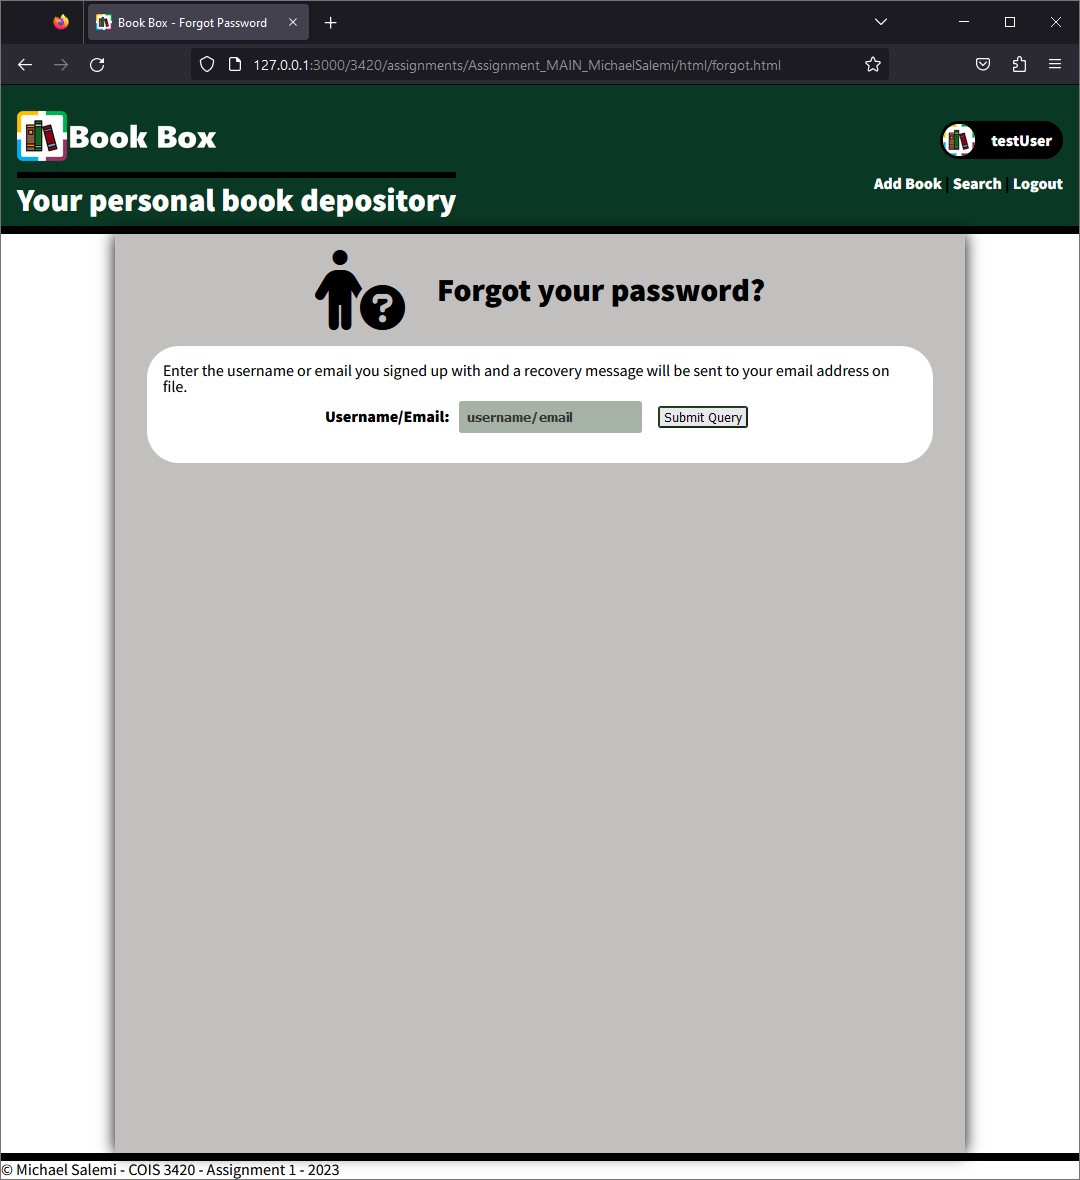 Book Box - Forgot Password
127.0.0.1:3000/3420/assignments/Assignment_MAIN_MichaelSalemi/html/forgot.html
Book Box
testUser
Add Book | Search | Logout
Your personal book depository
?
Forgot your password?
Enter the username or email you signed up with and a recovery message will be sent to your email address on
file.
Username/Email: username/email Submit Query
© Michael Salemi - COIS 3420 - Assignment 1 - 2023